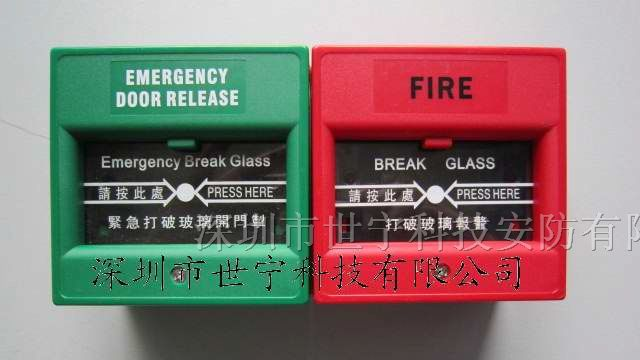 EMERGENCY
DOOR RELEASE
Emergency Break Glass
請按此處 PRESS HERE
緊急打破玻璃開門製
FIRE
BREAK GLASS
請按此處 PRESS HERE
打破玻璃報警
深圳市世宁科技安防有限
深圳市世宁科技有限公司